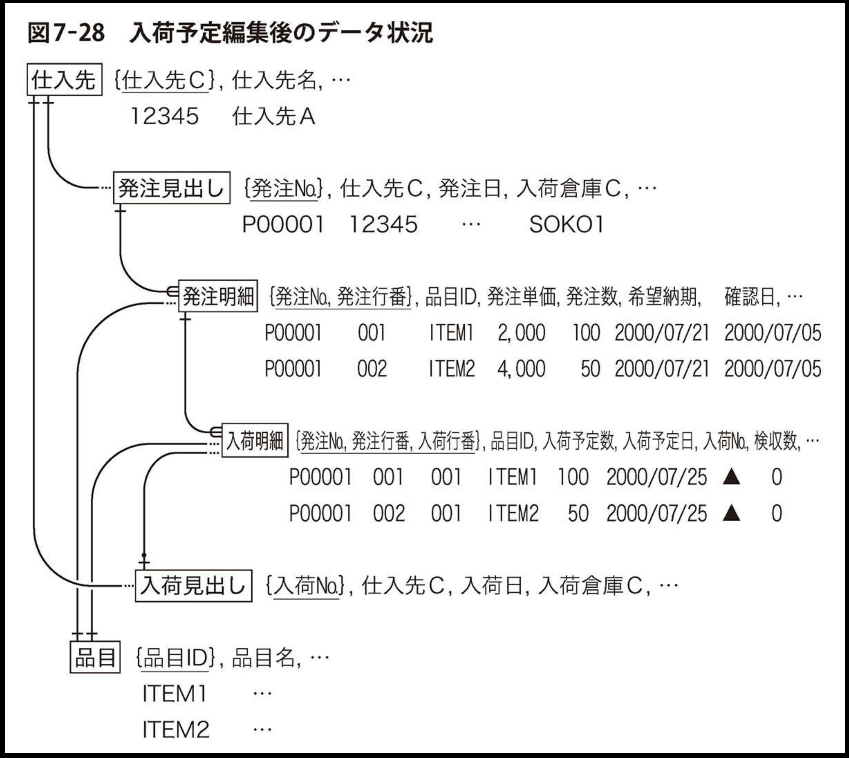 図7-28 入荷予定編集後のデータ状況
仕入先 {仕入先C}, 仕入先名, …
12345 仕入先A
発注見出し {発注No.}, 仕入先C, 発注日, 入荷倉庫C, …
P00001 12345 … SOKO1
発注明細 {発注No, 発注行番}, 品目ID, 発注単価, 発注数, 希望納期, 確認日, …
P00001 001 ITEM1 2,000 100 2000/07/21 2000/07/05
P00001 002 ITEM2 4,000 50 2000/07/21 2000/07/05
入荷明細 {発注No, 発注行番, 入荷行番}, 品目ID, 入荷予定数, 入荷予定日, 入荷No, 検収数, …
P00001 001 001 ITEM1 100 2000/07/25 ▲ 0
P00001 002 001 ITEM2 50 2000/07/25 ▲ 0
入荷見出し {入荷No.}, 仕入先C, 入荷日, 入荷倉庫C, …
品目 {品目ID}, 品目名, …
ITEM1 …
ITEM2 …